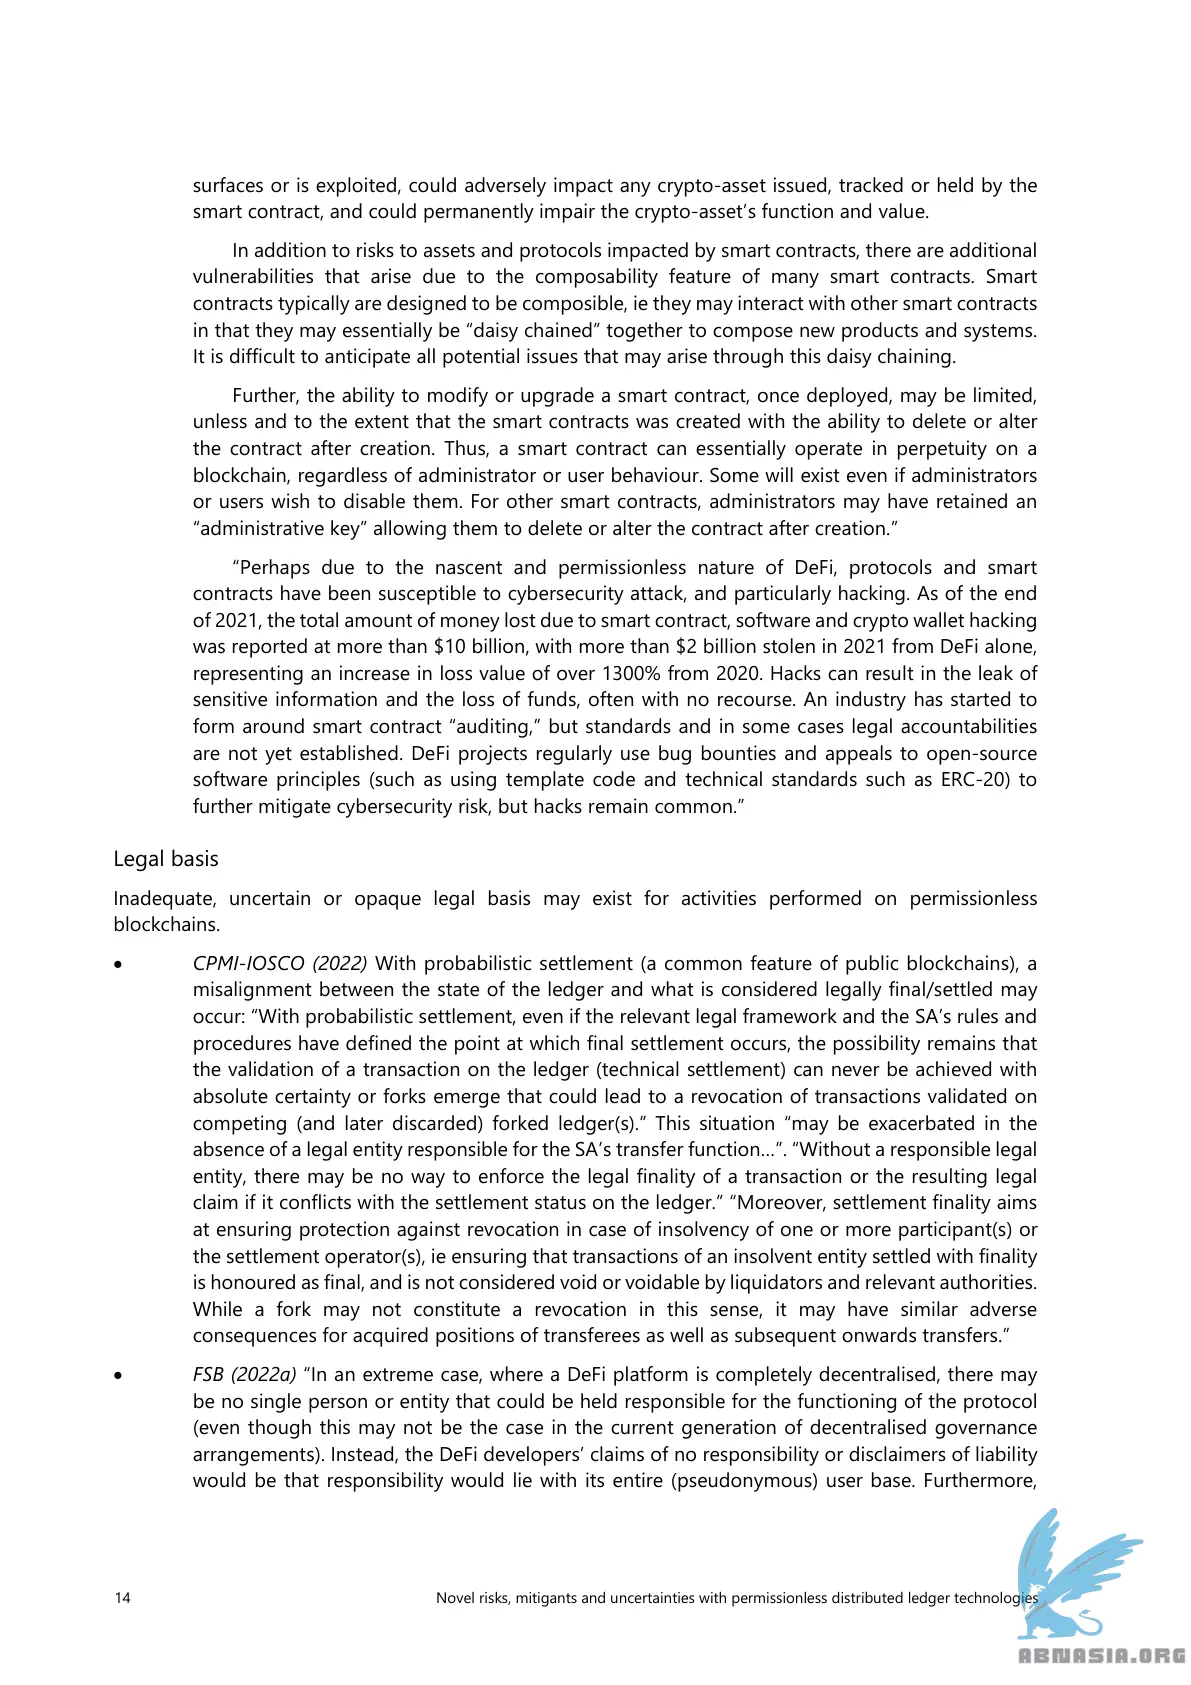 surfaces or is exploited, could adversely impact any crypto-asset issued, tracked or held by the
smart contract, and could permanently impair the crypto-asset’s function and value.
In addition to risks to assets and protocols impacted by smart contracts, there are additional
vulnerabilities that arise due to the composability feature of many smart contracts. Smart
contracts typically are designed to be composible, ie they may interact with other smart contracts
in that they may essentially be “daisy chained” together to compose new products and systems.
It is difficult to anticipate all potential issues that may arise through this daisy chaining.
Further, the ability to modify or upgrade a smart contract, once deployed, may be limited,
unless and to the extent that the smart contracts was created with the ability to delete or alter
the contract after creation. Thus, a smart contract can essentially operate in perpetuity on a
blockchain, regardless of administrator or user behaviour. Some will exist even if administrators
or users wish to disable them. For other smart contracts, administrators may have retained an
“administrative key” allowing them to delete or alter the contract after creation.”
“Perhaps due to the nascent and permissionless nature of DeFi, protocols and smart
contracts have been susceptible to cybersecurity attack, and particularly hacking. As of the end
of 2021, the total amount of money lost due to smart contract, software and crypto wallet hacking
was reported at more than $10 billion, with more than $2 billion stolen in 2021 from DeFi alone,
representing an increase in loss value of over 1300% from 2020. Hacks can result in the leak of
sensitive information and the loss of funds, often with no recourse. An industry has started to
form around smart contract “auditing,” but standards and in some cases legal accountabilities
are not yet established. DeFi projects regularly use bug bounties and appeals to open-source
software principles (such as using template code and technical standards such as ERC-20) to
further mitigate cybersecurity risk, but hacks remain common.”
Legal basis
Inadequate, uncertain or opaque legal basis may exist for activities performed on permissionless
blockchains.
• CPMI-IOSCO (2022) With probabilistic settlement (a common feature of public blockchains), a
misalignment between the state of the ledger and what is considered legally final/settled may
occur: “With probabilistic settlement, even if the relevant legal framework and the SA’s rules and
procedures have defined the point at which final settlement occurs, the possibility remains that
the validation of a transaction on the ledger (technical settlement) can never be achieved with
absolute certainty or forks emerge that could lead to a revocation of transactions validated on
competing (and later discarded) forked ledger(s).” This situation “may be exacerbated in the
absence of a legal entity responsible for the SA’s transfer function…”. “Without a responsible legal
entity, there may be no way to enforce the legal finality of a transaction or the resulting legal
claim if it conflicts with the settlement status on the ledger.” “Moreover, settlement finality aims
at ensuring protection against revocation in case of insolvency of one or more participant(s) or
the settlement operator(s), ie ensuring that transactions of an insolvent entity settled with finality
is honoured as final, and is not considered void or voidable by liquidators and relevant authorities.
While a fork may not constitute a revocation in this sense, it may have similar adverse
consequences for acquired positions of transferees as well as subsequent onwards transfers.”
• FSB (2022a) “In an extreme case, where a DeFi platform is completely decentralised, there may
be no single person or entity that could be held responsible for the functioning of the protocol
(even though this may not be the case in the current generation of decentralised governance
arrangements). Instead, the DeFi developers’ claims of no responsibility or disclaimers of liability
would be that responsibility would lie with its entire (pseudonymous) user base. Furthermore,
14 Novel risks, mitigants and uncertainties with permissionless distributed ledger technologies
ABNASIA.ORG